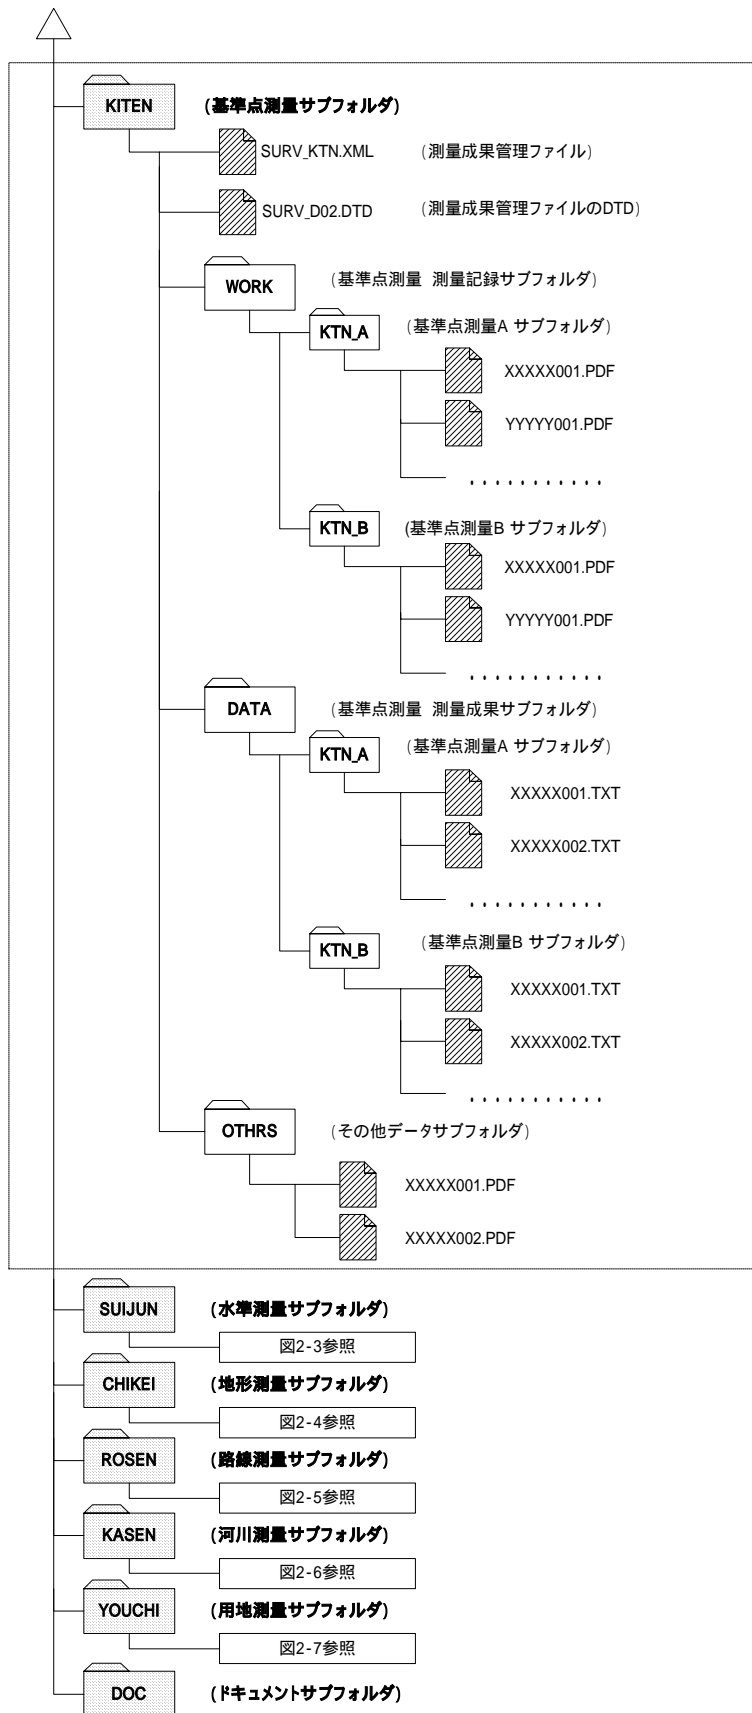 KITEN (基準点測量サブフォルダ)
SURV_KTN.XML (測量成果管理ファイル)
SURV_D02.DTD (測量成果管理ファイルのDTD)
WORK (基準点測量 測量記録サブフォルダ)
KTN_A (基準点測量A サブフォルダ)
XXXXX001.PDF
YYYYY001.PDF
...........
KTN_B (基準点測量B サブフォルダ)
XXXXX001.PDF
YYYYY001.PDF
...........
DATA (基準点測量 測量成果サブフォルダ)
KTN_A (基準点測量A サブフォルダ)
XXXXX001.TXT
XXXXX002.TXT
...........
KTN_B (基準点測量B サブフォルダ)
XXXXX001.TXT
XXXXX002.TXT
...........
OTHRS (その他データサブフォルダ)
XXXXX001.PDF
XXXXX002.PDF
SUIJUN (水準測量サブフォルダ)
図2-3参照
CHIKEI (地形測量サブフォルダ)
図2-4参照
ROSEN (路線測量サブフォルダ)
図2-5参照
KASEN (河川測量サブフォルダ)
図2-6参照
YOUCHI (用地測量サブフォルダ)
図2-7参照
DOC (ドキュメントサブフォルダ)